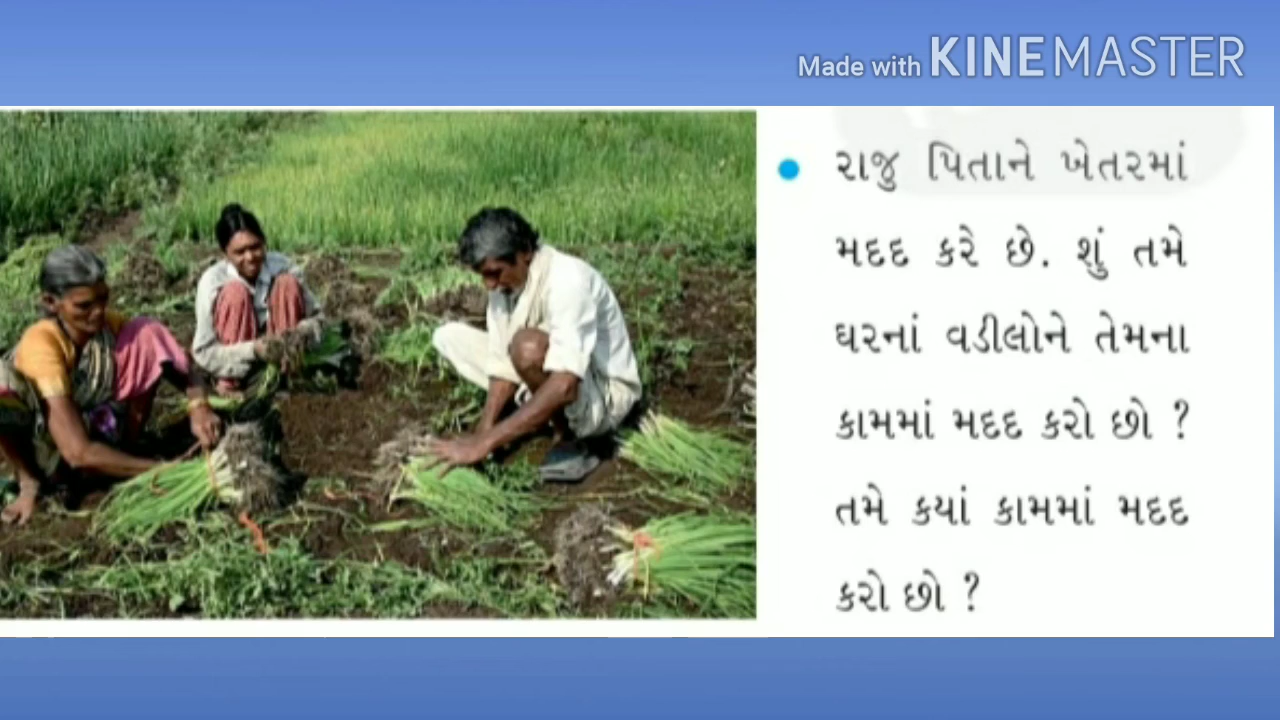 Made with KINEMASTER
રાજુ પિતાને ખેતરમાં
મદદ કરે છે. શું તમે
ઘરનાં વડીલોને તેમના
કામમાં મદદ કરો છો ?
તમે કયાં કામમાં મદદ
કરો છો ?